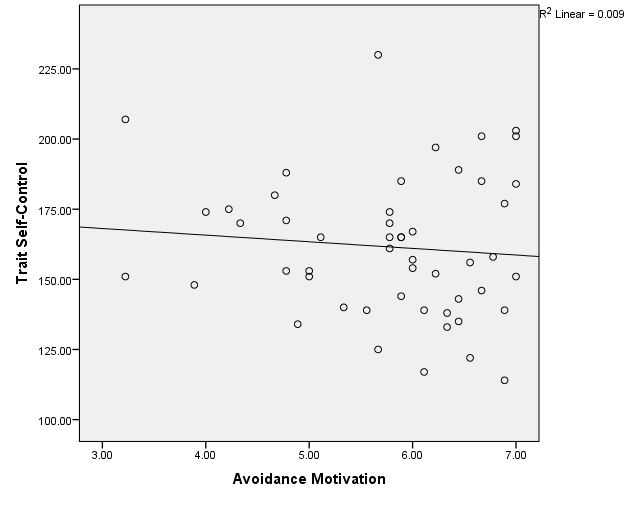 R2 Linear = 0.009
225.00
200.00
175.00
150.00
125.00
100.00
Trait Self-Control
3.00 4.00 5.00 6.00 7.00
Avoidance Motivation